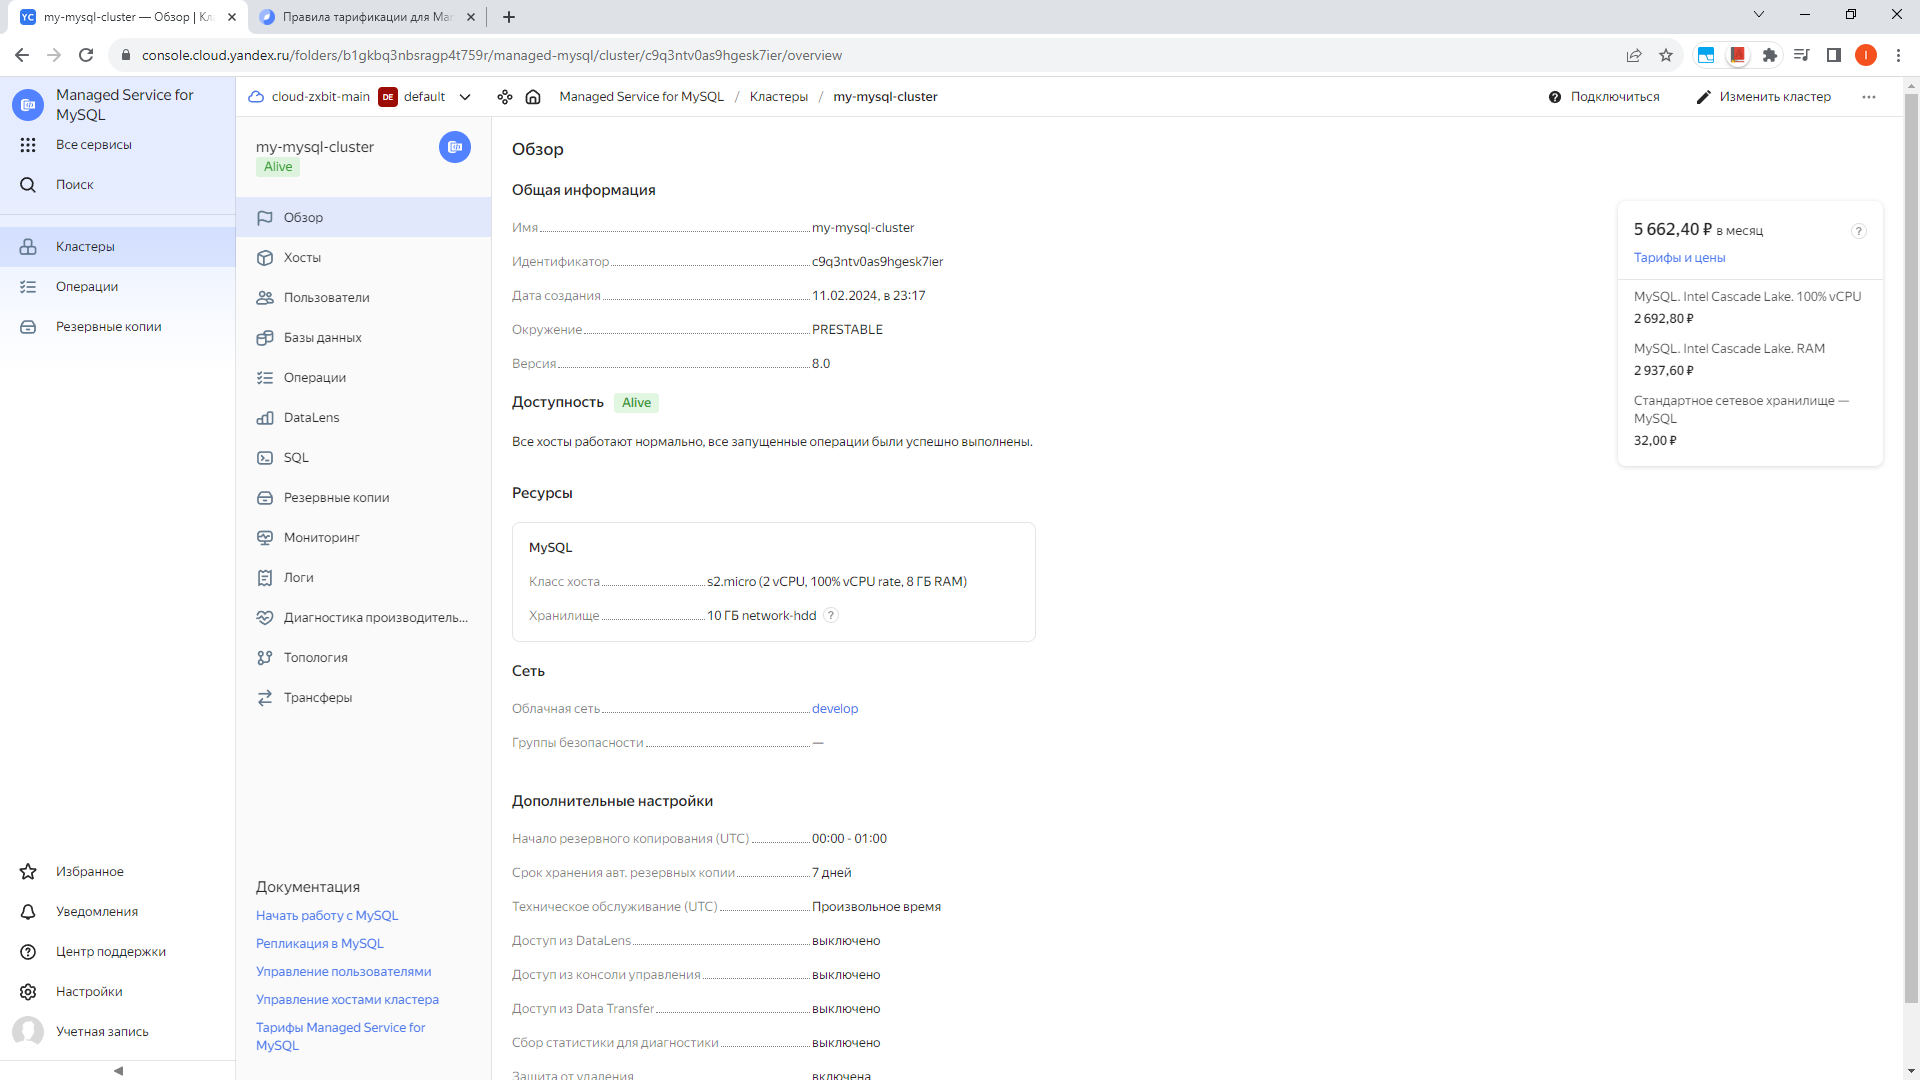 my-mysql-cluster — Обзор | Кл
Правила тарификации для Ма
console.cloud.yandex.ru/folders/b1gkbq3nbsragp4t759r/managed-mysql/cluster/c9q3ntv0as9hgesk7ier/overview
Managed Service for
MySQL
Все сервисы
Поиск
Кластеры
Операции
Резервные копии
Избранное
Уведомления
Центр поддержки
Настройки
Учетная запись
cloud-zxbit-main DE default
Managed Service for MySQL / Кластеры / my-mysql-cluster
Подключиться
Изменить кластер
my-mysql-cluster
Alive
Обзор
Хосты
Пользователи
Базы данных
Операции
DataLens
SQL
Резервные копии
Мониторинг
Логи
Диагностика производитель...
Топология
Трансферы
Документация
Начать работу с MySQL
Репликация в MySQL
Управление пользователями
Управление хостами кластера
Тарифы Managed Service for
MySQL
Обзор
Общая информация
Имя my-mysql-cluster
Идентификатор c9q3ntv0as9hgesk7ier
Дата создания 11.02.2024, в 23:17
Окружение PRESTABLE
Версия 8.0
Доступность Alive
Все хосты работают нормально, все запущенные операции были успешно выполнены.
Ресурсы
MySQL
Класс хоста s2.micro (2 vCPU, 100% vCPU rate, 8 ГБ RAM)
Хранилище 10 ГБ network-hdd ?
Сеть
Облачная сеть develop
Группы безопасности —
Дополнительные настройки
Начало резервного копирования (UTC) 00:00 - 01:00
Срок хранения авт. резервных копии 7 дней
Техническое обслуживание (UTC) Произвольное время
Доступ из DataLens выключено
Доступ из консоли управления выключено
Доступ из Data Transfer выключено
Сбор статистики для диагностики выключено
Защита от удаления включена
5 662,40 ₽ в месяц ?
Тарифы и цены
MySQL. Intel Cascade Lake. 100% vCPU
2 692,80 ₽
MySQL. Intel Cascade Lake. RAM
2 937,60 ₽
Стандартное сетевое хранилище —
MySQL
32,00 ₽